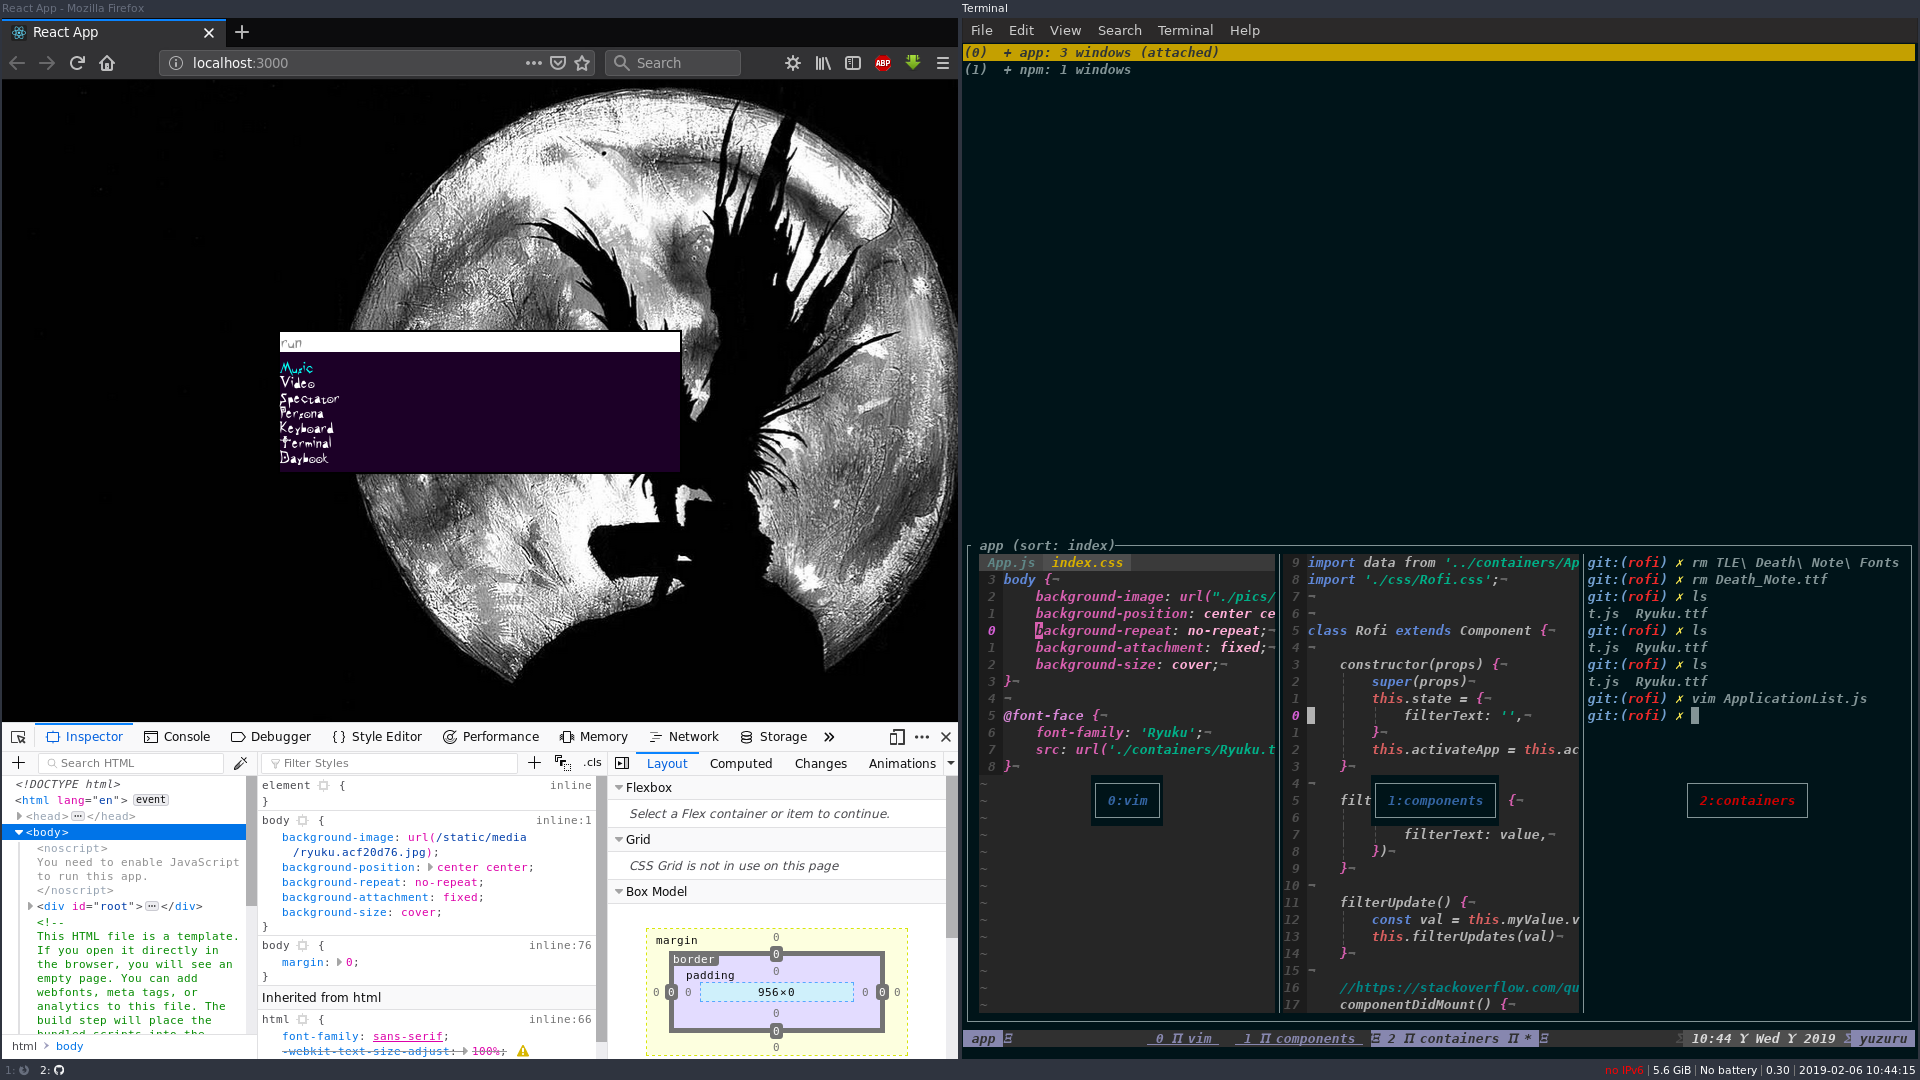 React App - Mozilla Firefox
React App
localhost:3000
Search
ABP
run
Music
Video
Spectator
Persona
Keyboard
Terminal
Daybook
Inspector Console Debugger Style Editor Performance Memory Network Storage
Search HTML
<!DOCTYPE html>
<html lang="en"> event
<head> </head>
<body>
<noscript>
You need to enable JavaScript
to run this app.
</noscript>
<div id="root"> </div>
<!--
This HTML file is a template.
If you open it directly in
the browser, you will see an
empty page. You can add
webfonts, meta tags, or
analytics to this file. The
build step will place the
bundled scripts into the
html > body
Filter Styles
.cls
element { inline
}
body { inline:1
background-image: url(/static/media
/ryuku.acf20d76.jpg);
background-position: center center;
background-repeat: no-repeat;
background-attachment: fixed;
background-size: cover;
}
body { inline:76
margin: 0;
}
Inherited from html
html { inline:66
font-family: sans-serif;
-webkit-text-size-adjust: 100%;
Layout Computed Changes Animations
Flexbox
Select a Flex container or item to continue.
Grid
CSS Grid is not in use on this page
Box Model
margin 0
border 0
padding 0
0 0 0 956×0 0 0 0
0
0
0
1: 2:
Terminal
File Edit View Search Terminal Help
(0) + app: 3 windows (attached)
(1) + npm: 1 windows
app (sort: index)
App.js index.css
3 body {¬
2 background-image: url("./pics/
1 background-position: center ce
0 background-repeat: no-repeat;¬
1 background-attachment: fixed;¬
2 background-size: cover;¬
3 }¬
4 ¬
5 @font-face {¬
6 font-family: 'Ryuku';¬
7 src: url('./containers/Ryuku.t
8 }¬
0:vim
9 import data from '../containers/Ap
8 import './css/Rofi.css';¬
7 ¬
6 ¬
5 class Rofi extends Component {¬
4 ¬
3 constructor(props) {¬
2 super(props)¬
1 this.state = {¬
0 filterText: '',¬
1 }¬
2 this.activateApp = this.ac
3 }¬
4 ¬
5 filt {¬
6
7 filterText: value,¬
8 })¬
9 }¬
10 ¬
11 filterUpdate() {¬
12 const val = this.myValue.v
13 this.filterUpdates(val)¬
14 }¬
15 ¬
16 //https://stackoverflow.com/qu
17 componentDidMount() {¬
1:components
git:(rofi) ✗ rm TLE\ Death\ Note\ Fonts
git:(rofi) ✗ rm Death_Note.ttf
git:(rofi) ✗ ls
t.js Ryuku.ttf
git:(rofi) ✗ ls
t.js Ryuku.ttf
git:(rofi) ✗ ls
t.js Ryuku.ttf
git:(rofi) ✗ vim ApplicationList.js
git:(rofi) ✗
2:containers
app Ξ 0 Π vim 1 Π components Ξ 2 Π containers Π * Ξ Ξ 10:44 ϒ Wed ϒ 2019 Ξ yuzuru
no IPv6 | 5.6 GiB | No battery | 0.30 | 2019-02-06 10:44:15